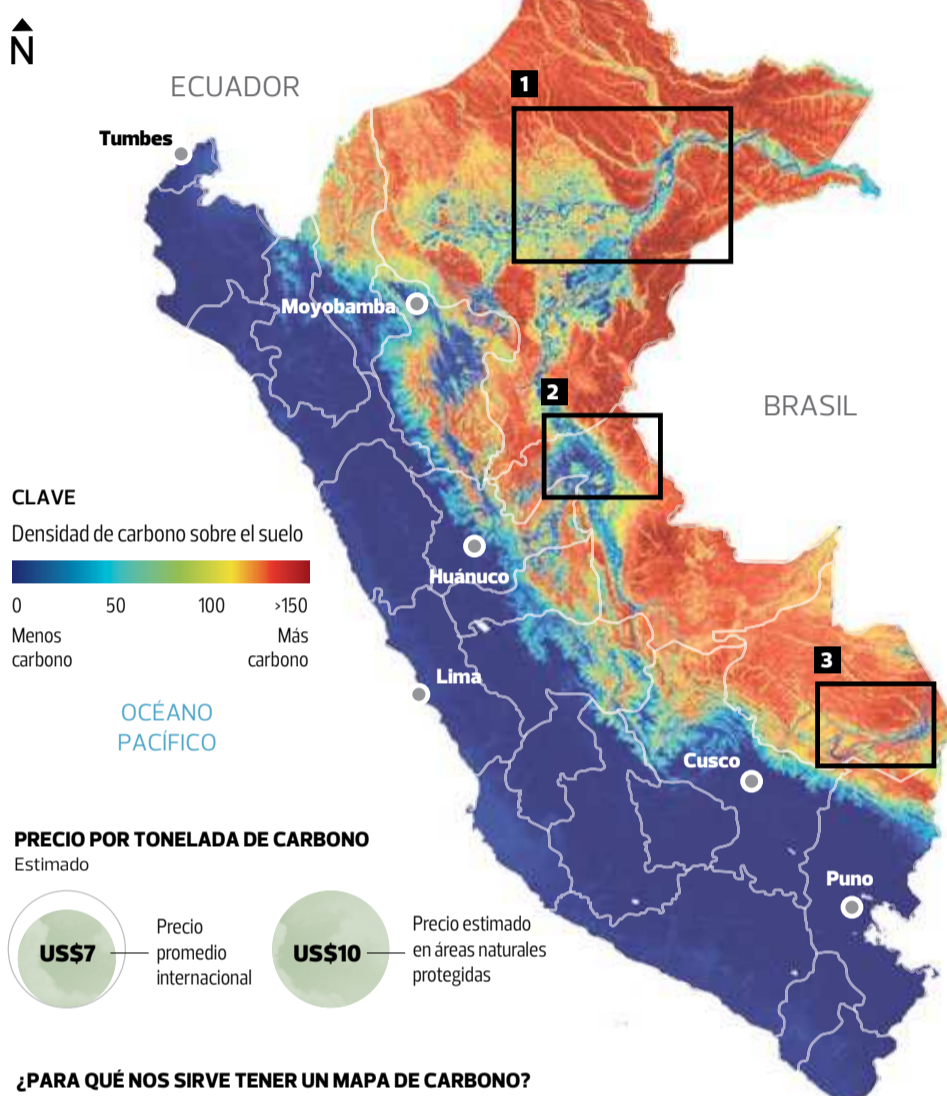 N
ECUADOR
Tumbes
1
Moyobamba
2
BRASIL
CLAVE
Densidad de carbono sobre el suelo
0 50 100 >150
Menos
carbono
Más
carbono
Huánuco
Lima
3
OCÉANO
PACÍFICO
Cusco
PRECIO POR TONELADA DE CARBONO
Estimado
US$7
Precio
promedio
internacional
US$10
Precio estimado
en áreas naturales
protegidas
Puno
¿PARA QUÉ NOS SIRVE TENER UN MAPA DE CARBONO?